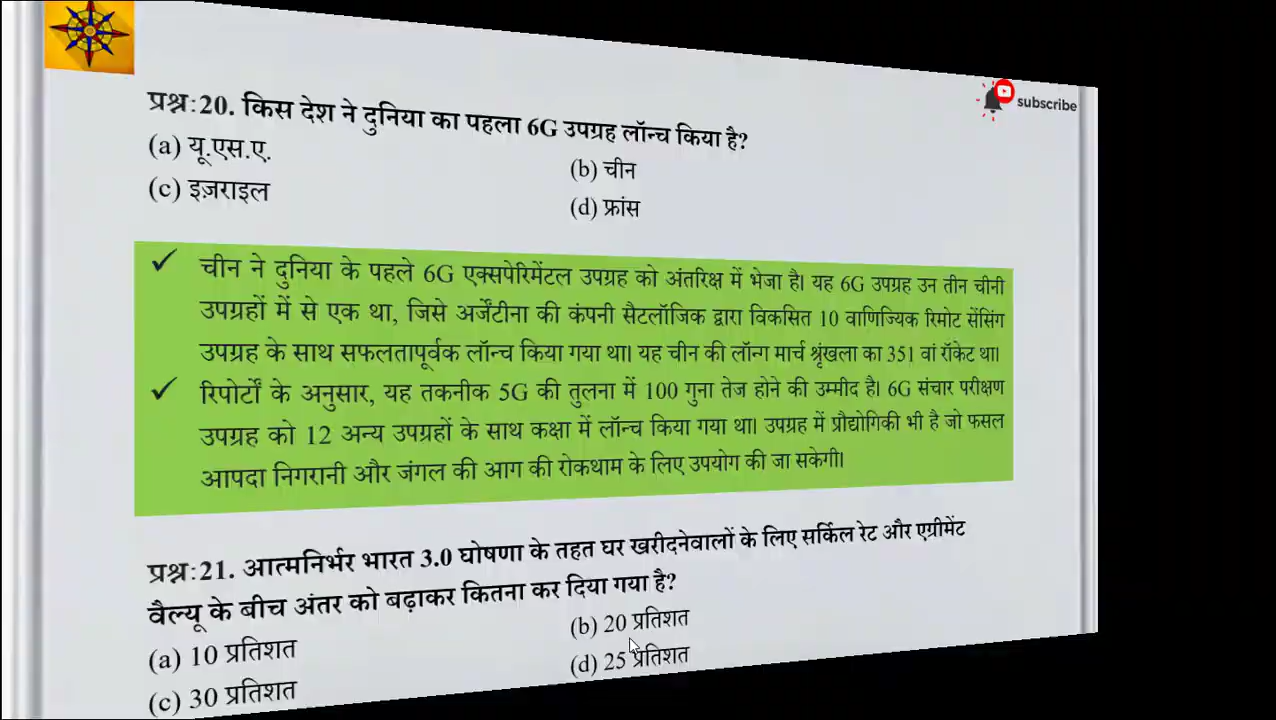 subscribe
प्रश्न:20. किस देश ने दुनिया का पहला 6G उपग्रह लॉन्च किया है?
(a) यू.एस.ए.
(b) चीन
(c) इज़राइल
(d) फ्रांस
✓ चीन ने दुनिया के पहले 6G एक्सपेरिमेंटल उपग्रह को अंतरिक्ष में भेजा है। यह 6G उपग्रह उन तीन चीनी
उपग्रहों में से एक था, जिसे अर्जेंटीना की कंपनी सैटलॉजिक द्वारा विकसित 10 वाणिज्यिक रिमोट सेंसिंग
उपग्रह के साथ सफलतापूर्वक लॉन्च किया गया था। यह चीन की लॉन्ग मार्च श्रृंखला का 351 वां रॉकेट था।
✓ रिपोर्टों के अनुसार, यह तकनीक 5G की तुलना में 100 गुना तेज होने की उम्मीद है। 6G संचार परीक्षण
उपग्रह को 12 अन्य उपग्रहों के साथ कक्षा में लॉन्च किया गया था। उपग्रह में प्रौद्योगिकी भी है जो फसल
आपदा निगरानी और जंगल की आग की रोकथाम के लिए उपयोग की जा सकेगी।
प्रश्न:21. आत्मनिर्भर भारत 3.0 घोषणा के तहत घर खरीदनेवालों के लिए सर्किल रेट और एग्रीमेंट
वैल्यू के बीच अंतर को बढ़ाकर कितना कर दिया गया है?
(a) 10 प्रतिशत
(b) 20 प्रतिशत
(c) 30 प्रतिशत
(d) 25 प्रतिशत